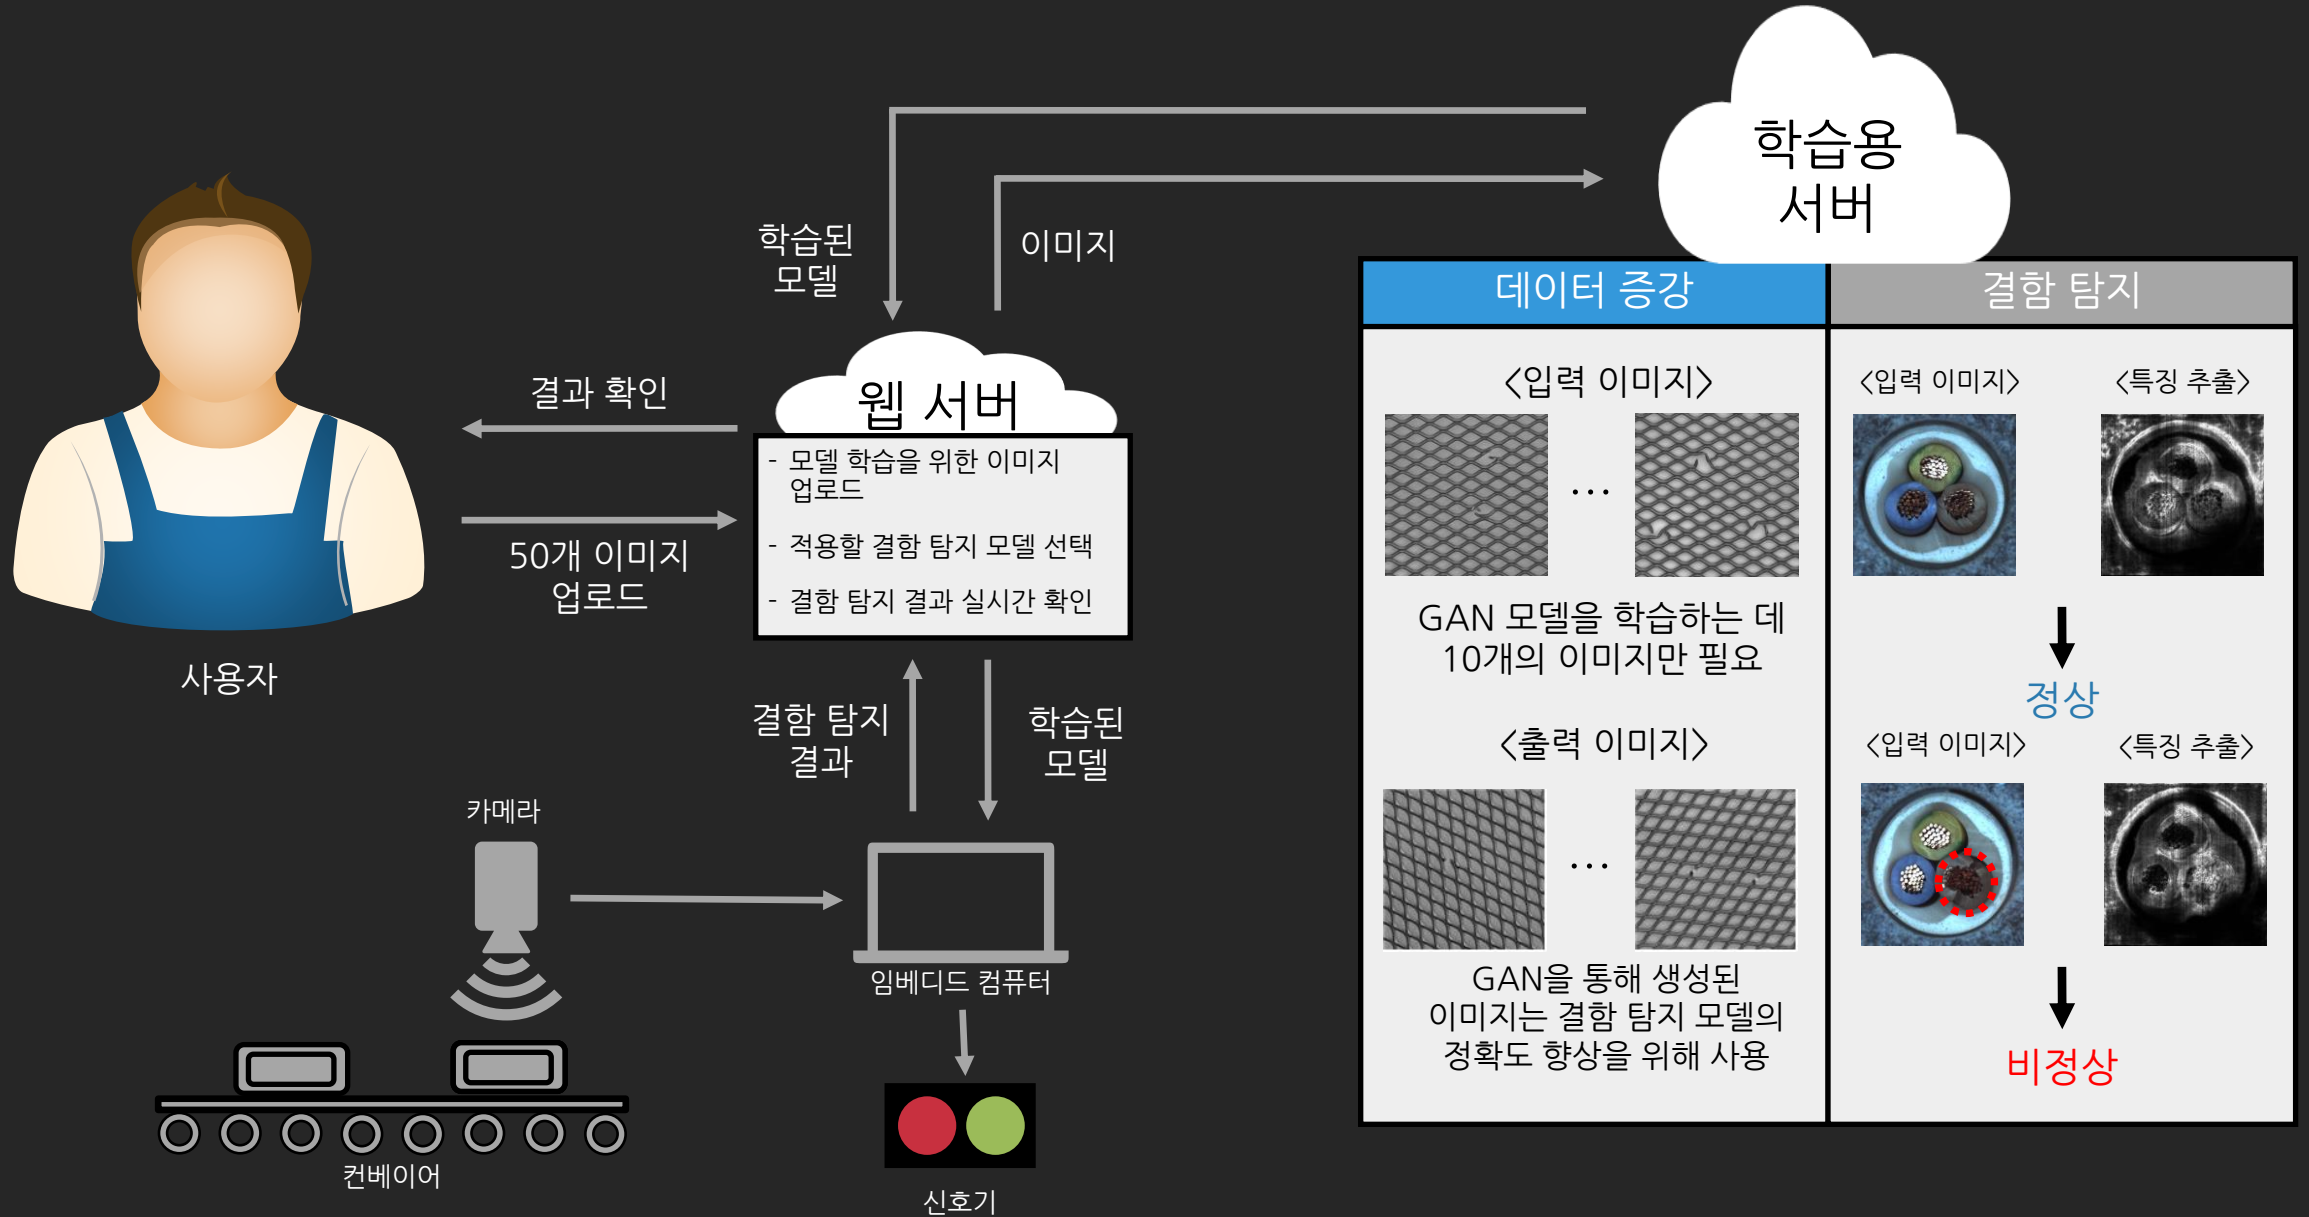 학습용
서버
학습된
모델
이미지
데이터 증강
결함 탐지
결과 확인
웹 서버
- 모델 학습을 위한 이미지
업로드
- 적용할 결함 탐지 모델 선택
- 결함 탐지 결과 실시간 확인
50개 이미지
업로드
사용자
결함 탐지
결과
학습된
모델
카메라
임베디드 컴퓨터
컨베이어
신호기
<입력 이미지>
...
GAN 모델을 학습하는 데
10개의 이미지만 필요
<출력 이미지>
...
GAN을 통해 생성된
이미지는 결함 탐지 모델의
정확도 향상을 위해 사용
<입력 이미지> <특징 추출>
정상
<입력 이미지> <특징 추출>
비정상